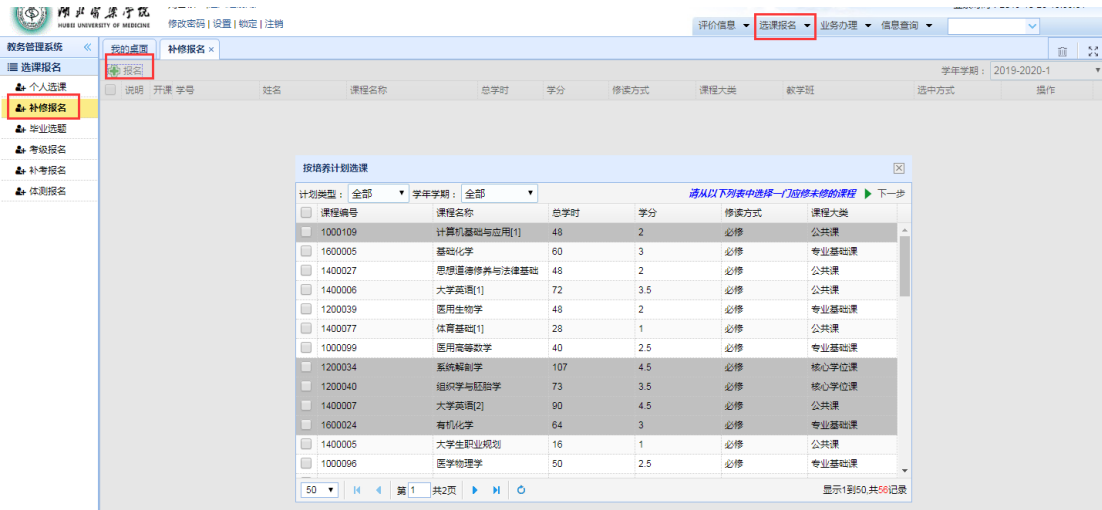 湖北医药学院
HUBEI UNIVERSITY OF MEDICINE
修改密码 | 设置 | 锁定 | 注销
评价信息 ▼ 选课报名 ▼ 业务办理 ▼ 信息查询 ▼
教务管理系统 «
我的桌面 补修报名 ×
选课报名
报名 学年学期： 2019-2020-1
说明 开课 学号 姓名 课程名称 总学时 学分 修读方式 课程大类 教学班 选中方式 操作
个人选课
补修报名
毕业选题
考级报名
补考报名
体测报名
按培养计划选课
计划类型： 全部 学年学期： 全部 请从以下列表中选择一门应修未修的课程 下一步
课程编号 课程名称 总学时 学分 修读方式 课程大类
1000109 计算机基础与应用[1] 48 2 必修 公共课
1600005 基础化学 60 3 必修 专业基础课
1400027 思想道德修养与法律基础 48 2 必修 公共课
1400006 大学英语[1] 72 3.5 必修 公共课
1200039 医用生物学 48 2 必修 专业基础课
1400077 体育基础[1] 28 1 必修 公共课
1000099 医用高等数学 40 2.5 必修 专业基础课
1200034 系统解剖学 107 4.5 必修 核心学位课
1200040 组织学与胚胎学 73 3.5 必修 核心学位课
1400007 大学英语[2] 90 4.5 必修 公共课
1600024 有机化学 64 3 必修 专业基础课
1400005 大学生职业规划 16 1 必修 公共课
1000096 医学物理学 50 2.5 必修 专业基础课
50 第 1 共2页 显示1到50,共56记录